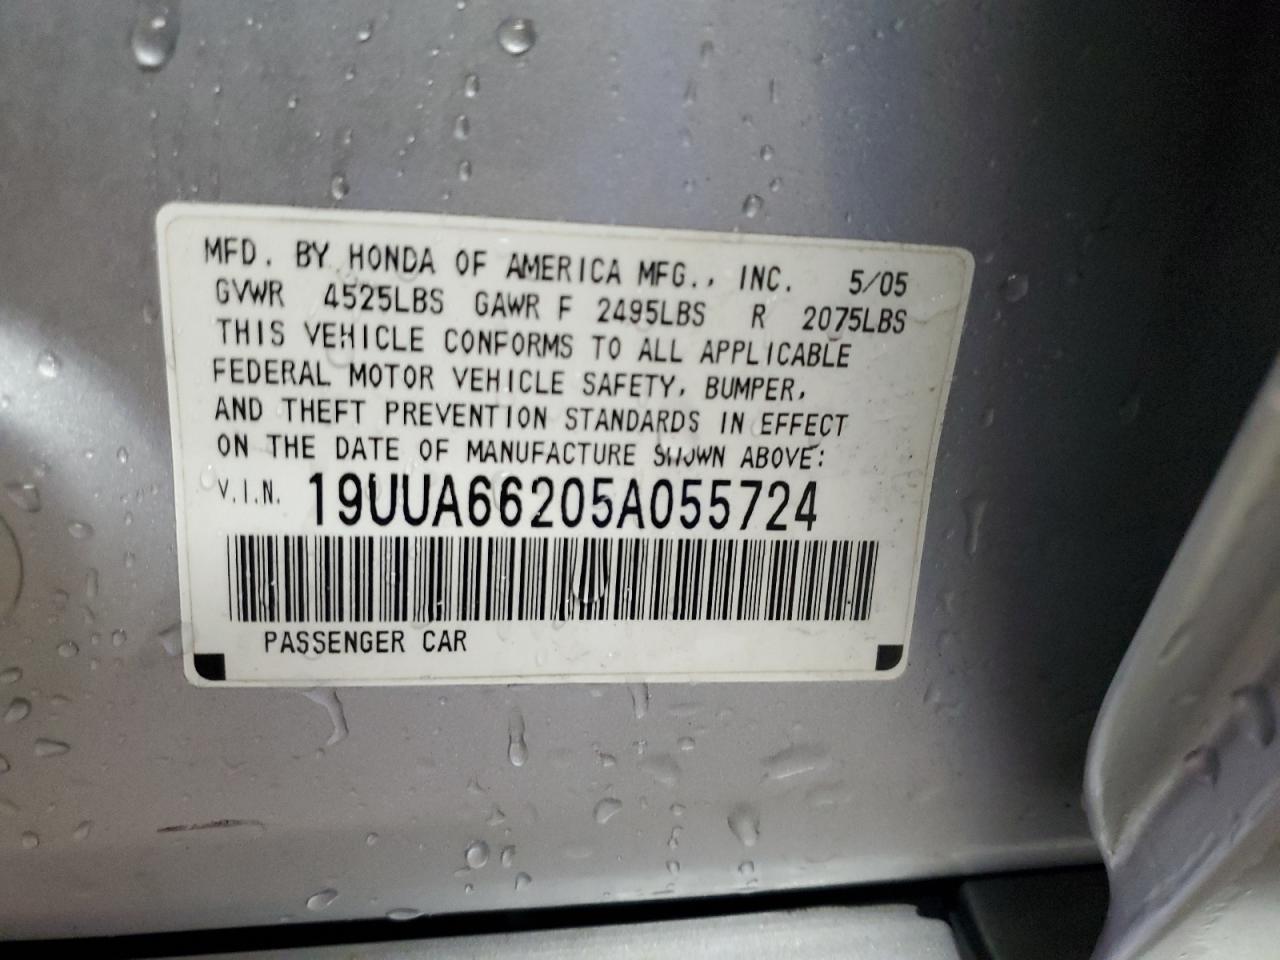 MFD. BY HONDA OF AMERICA MFG., INC. 5/05
GVWR 4525LBS GAWR F 2495LBS R 2075LBS
THIS VEHICLE CONFORMS TO ALL APPLICABLE
FEDERAL MOTOR VEHICLE SAFETY, BUMPER,
AND THEFT PREVENTION STANDARDS IN EFFECT
ON THE DATE OF MANUFACTURE SHOWN ABOVE:
V.I.N. 19UUA66205A055724
PASSENGER CAR